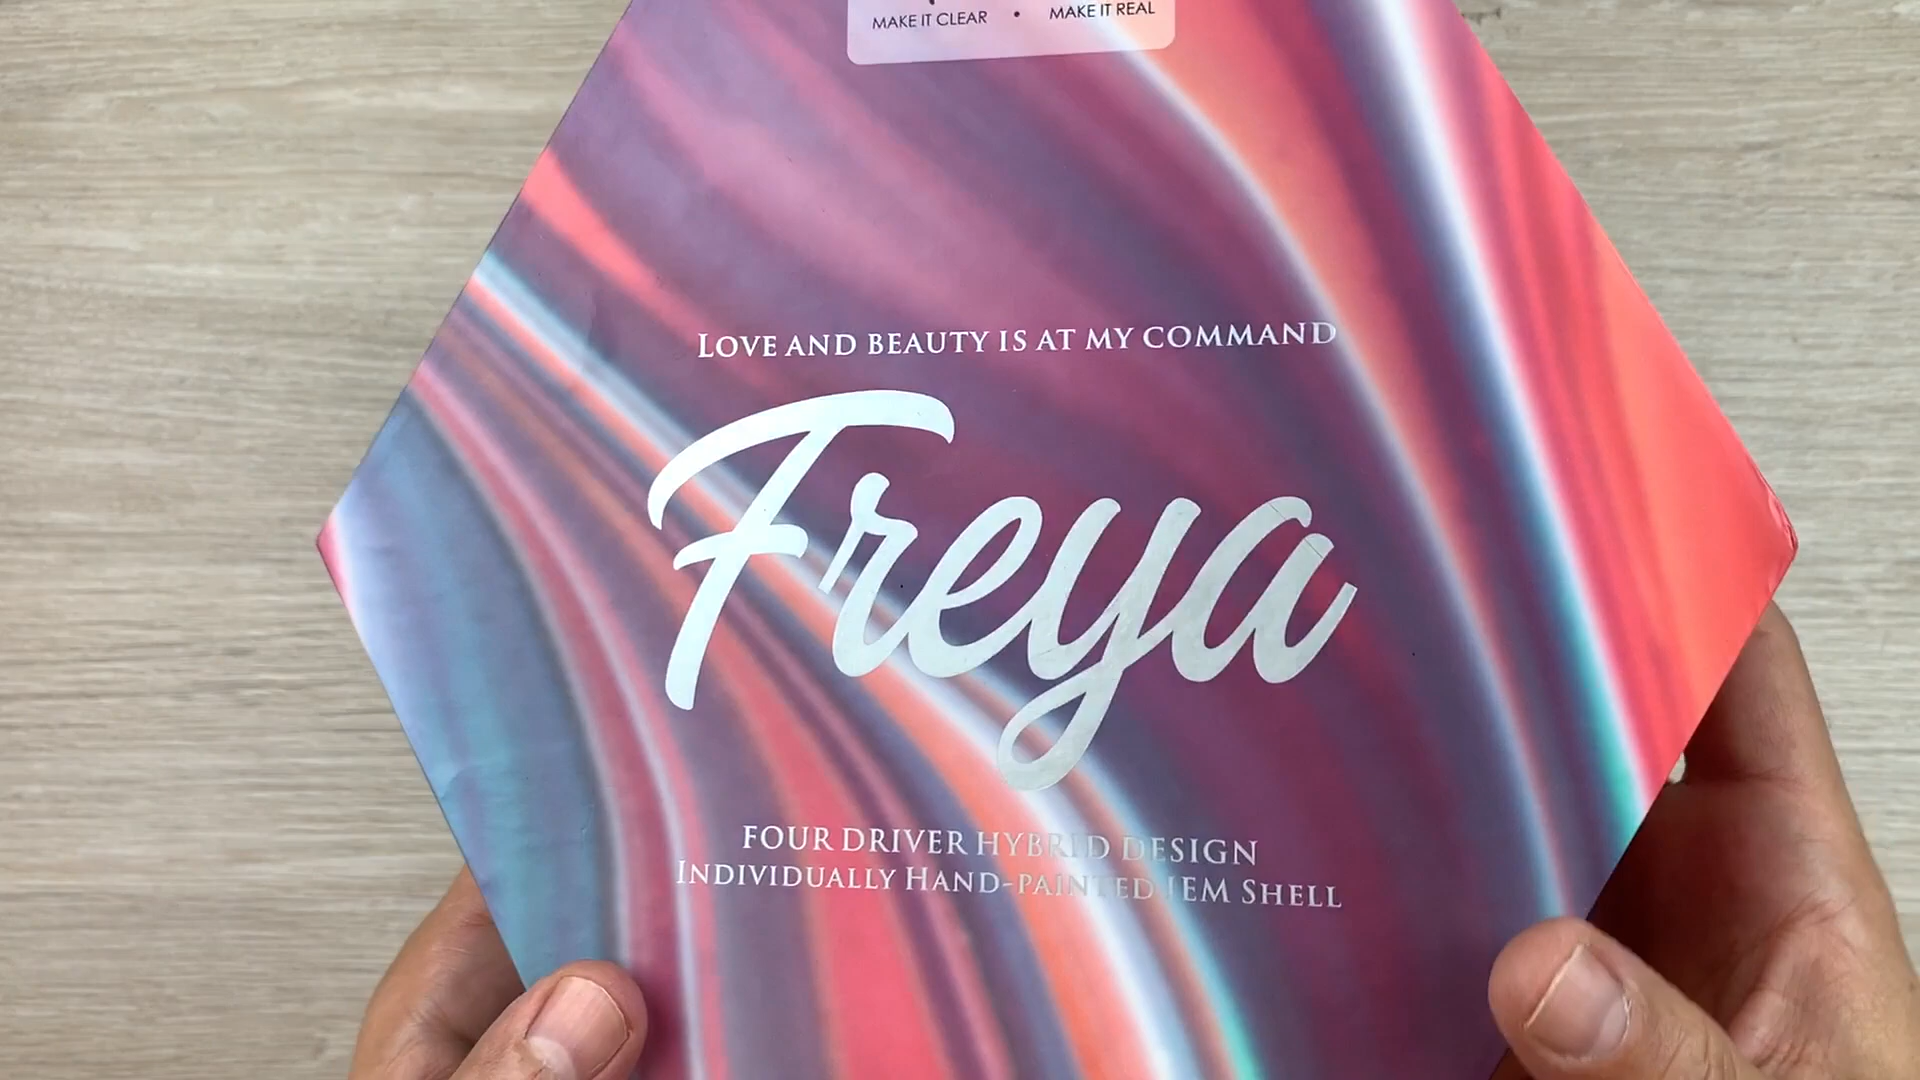 MAKE IT CLEAR • MAKE IT REAL
LOVE AND BEAUTY IS AT MY COMMAND
Freya
FOUR DRIVER HYBRID DESIGN
INDIVIDUALLY HAND-PAINTED IEM SHELL